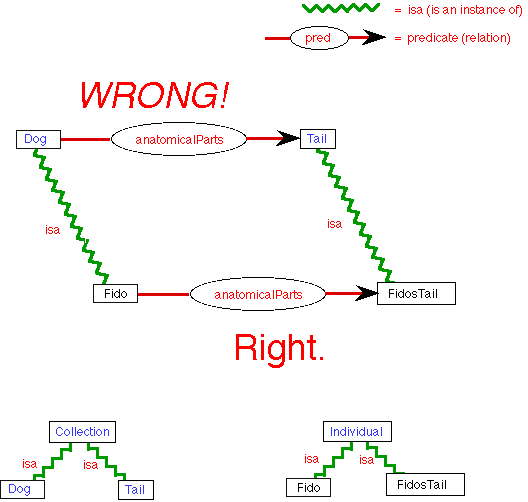 = isa (is an instance of)
pred = predicate (relation)
WRONG!
Dog anatomicalParts Tail
isa isa
Fido anatomicalParts FidosTail
Right.
Collection Individual
isa isa isa isa
Dog Tail Fido FidosTail